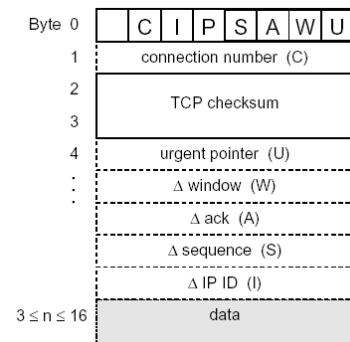 Byte 0 C I P S A W U
1 connection number (C)
2
TCP checksum
3
4 urgent pointer (U)
⋮ Δ window (W)
Δ ack (A)
Δ sequence (S)
Δ IP ID (I)
3 ≤ n ≤ 16 data